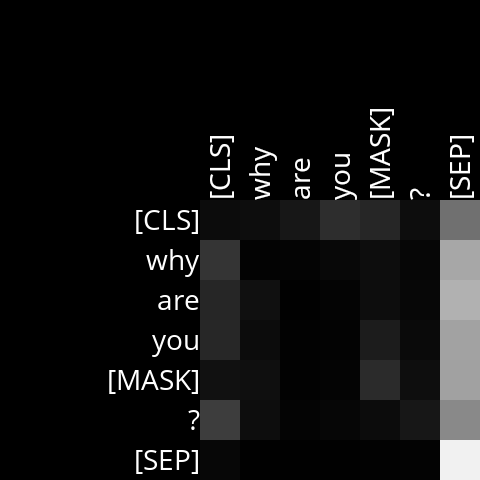 [CLS] why are you [MASK] ? [SEP]
[CLS]
why
are
you
[MASK]
?
[SEP]